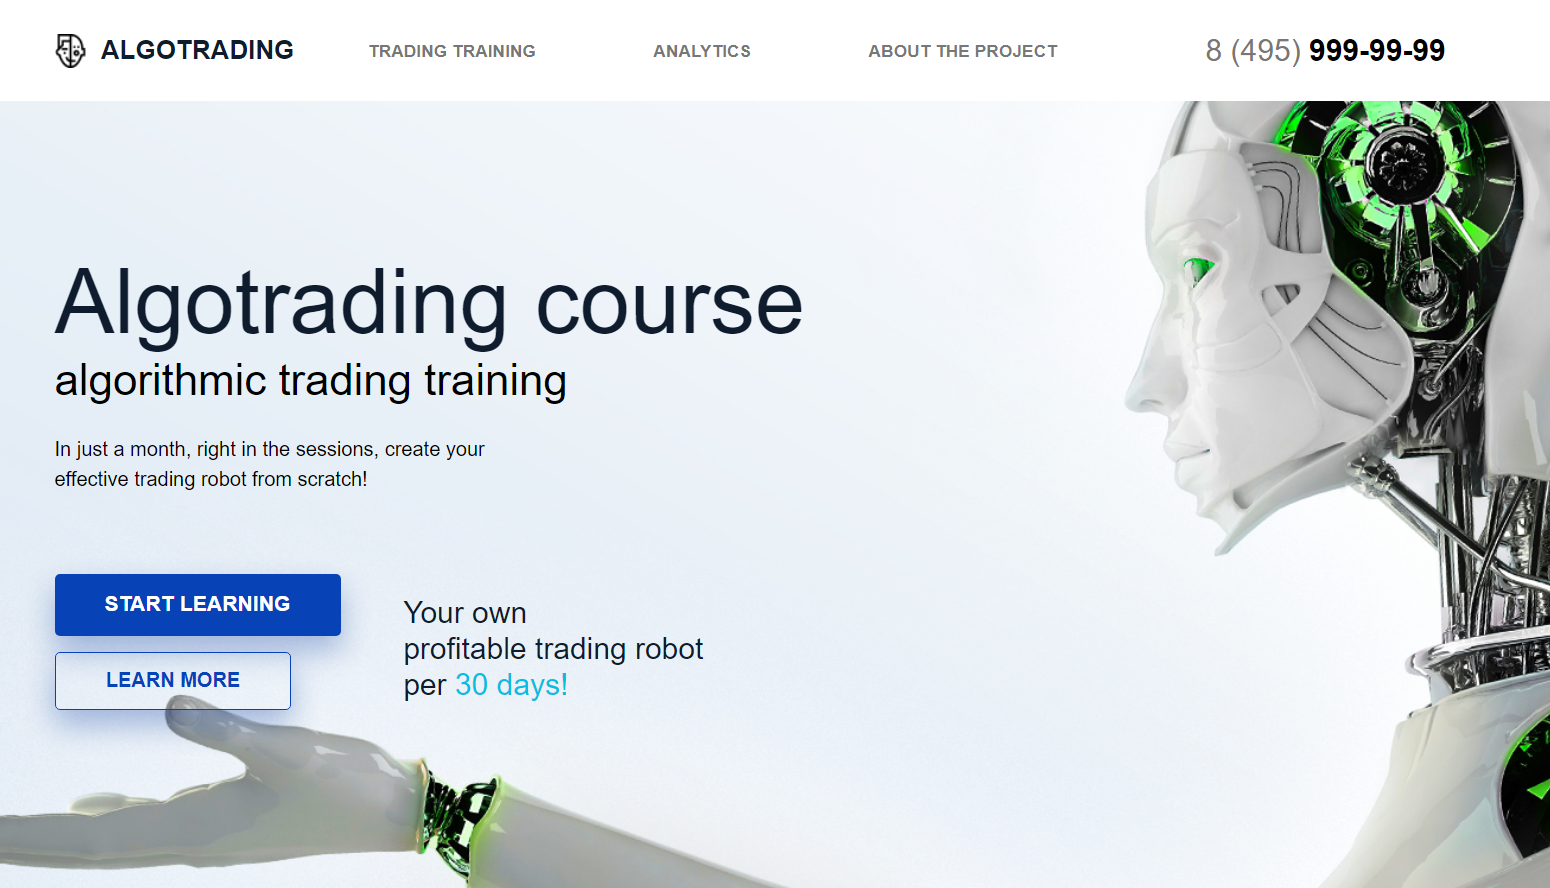 ALGOTRADING
TRADING TRAINING
ANALYTICS
ABOUT THE PROJECT
8 (495) 999-99-99
Algotrading course
algorithmic trading training
In just a month, right in the sessions, create your
effective trading robot from scratch!
START LEARNING
LEARN MORE
Your own
profitable trading robot
per 30 days!